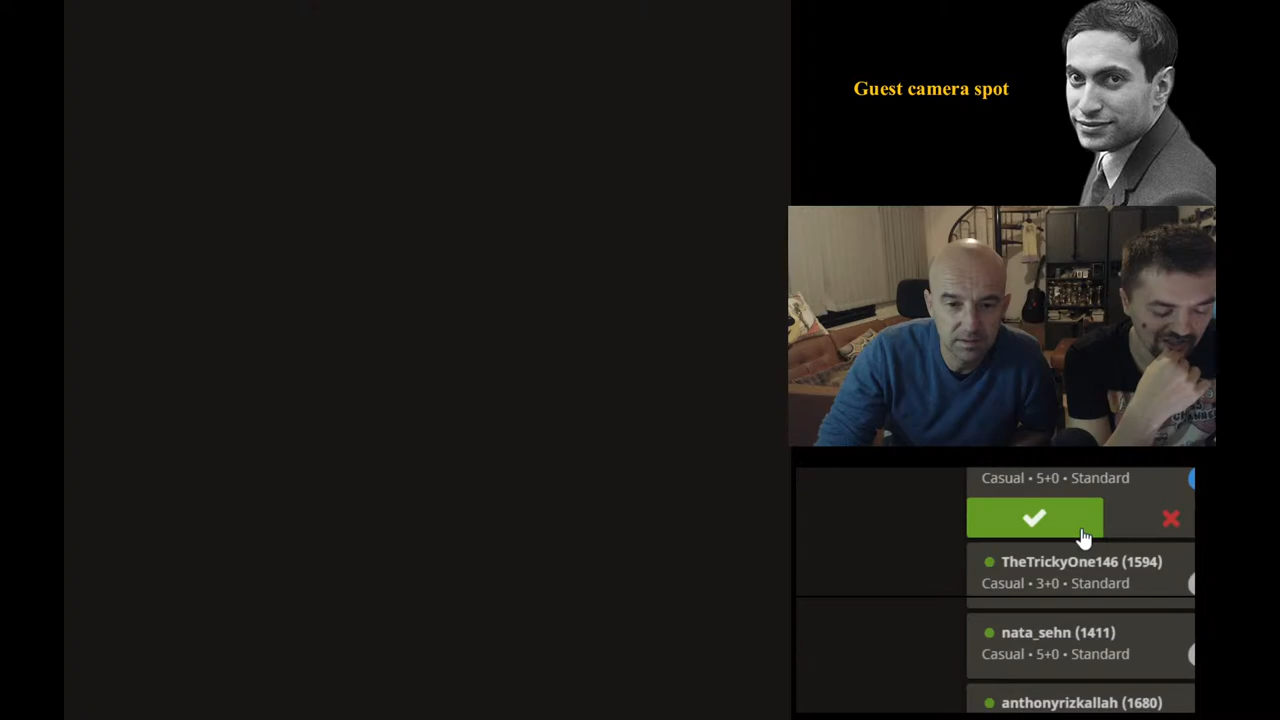 Guest camera spot
Casual • 5+0 • Standard
TheTrickyOne146 (1594)
Casual • 3+0 • Standard
nata_sehn (1411)
Casual • 5+0 • Standard
anthonyrizkallah (1680)